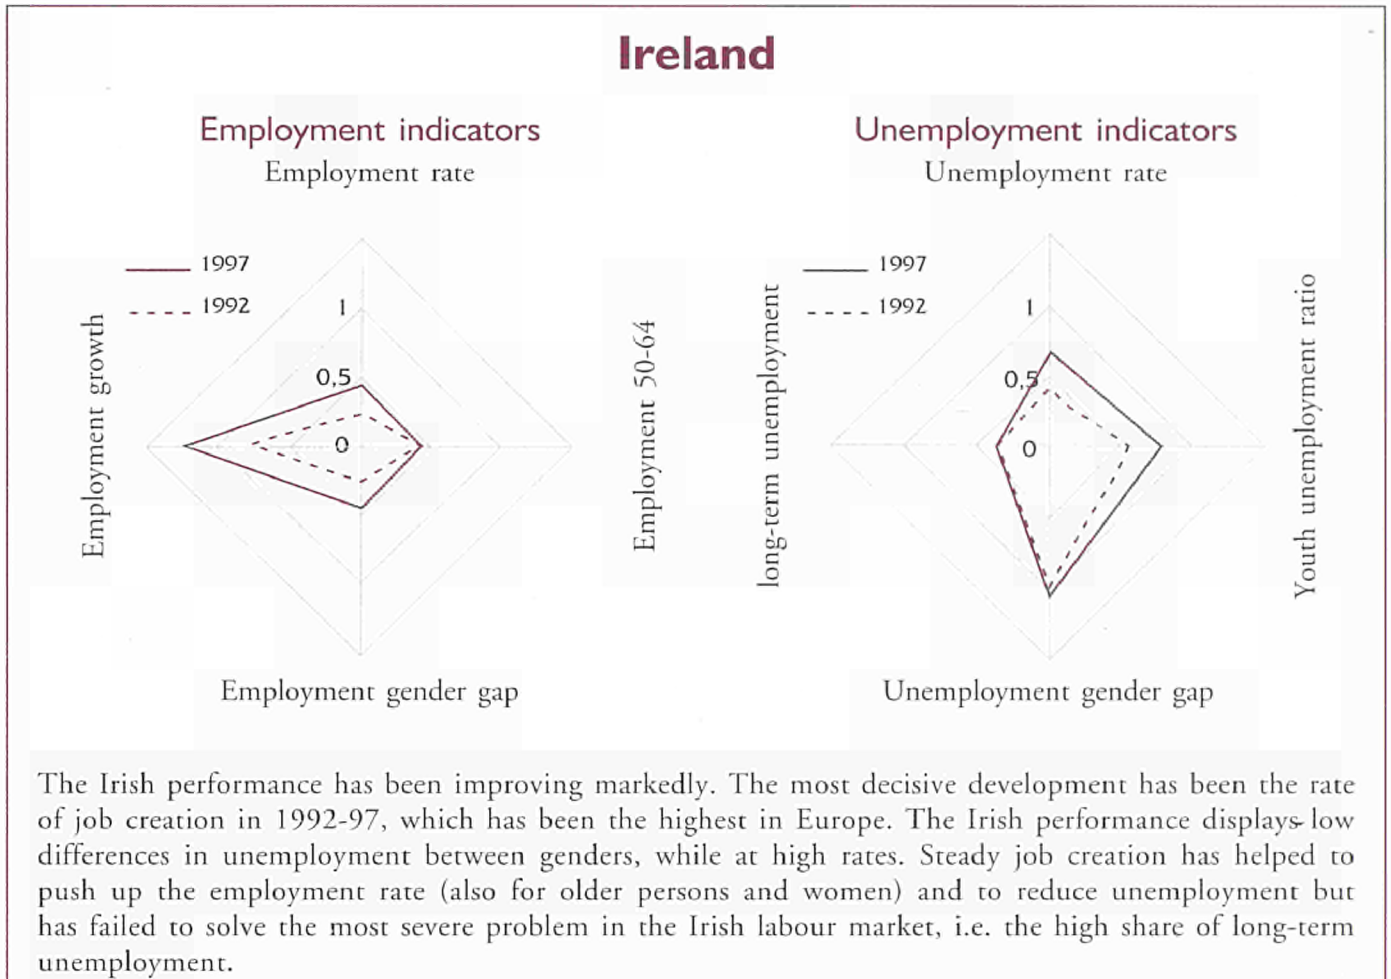 Ireland
Employment indicators
Employment rate
1997
1992
1
0,5
0
Employment growth
Employment 50-64
Employment gender gap
Unemployment indicators
Unemployment rate
1997
1992
1
0,5
0
long-term unemployment
Youth unemployment ratio
Unemployment gender gap
The Irish performance has been improving markedly. The most decisive development has been the rate
of job creation in 1992-97, which has been the highest in Europe. The Irish performance displays low
differences in unemployment between genders, while at high rates. Steady job creation has helped to
push up the employment rate (also for older persons and women) and to reduce unemployment but
has failed to solve the most severe problem in the Irish labour market, i.e. the high share of long-term
unemployment.